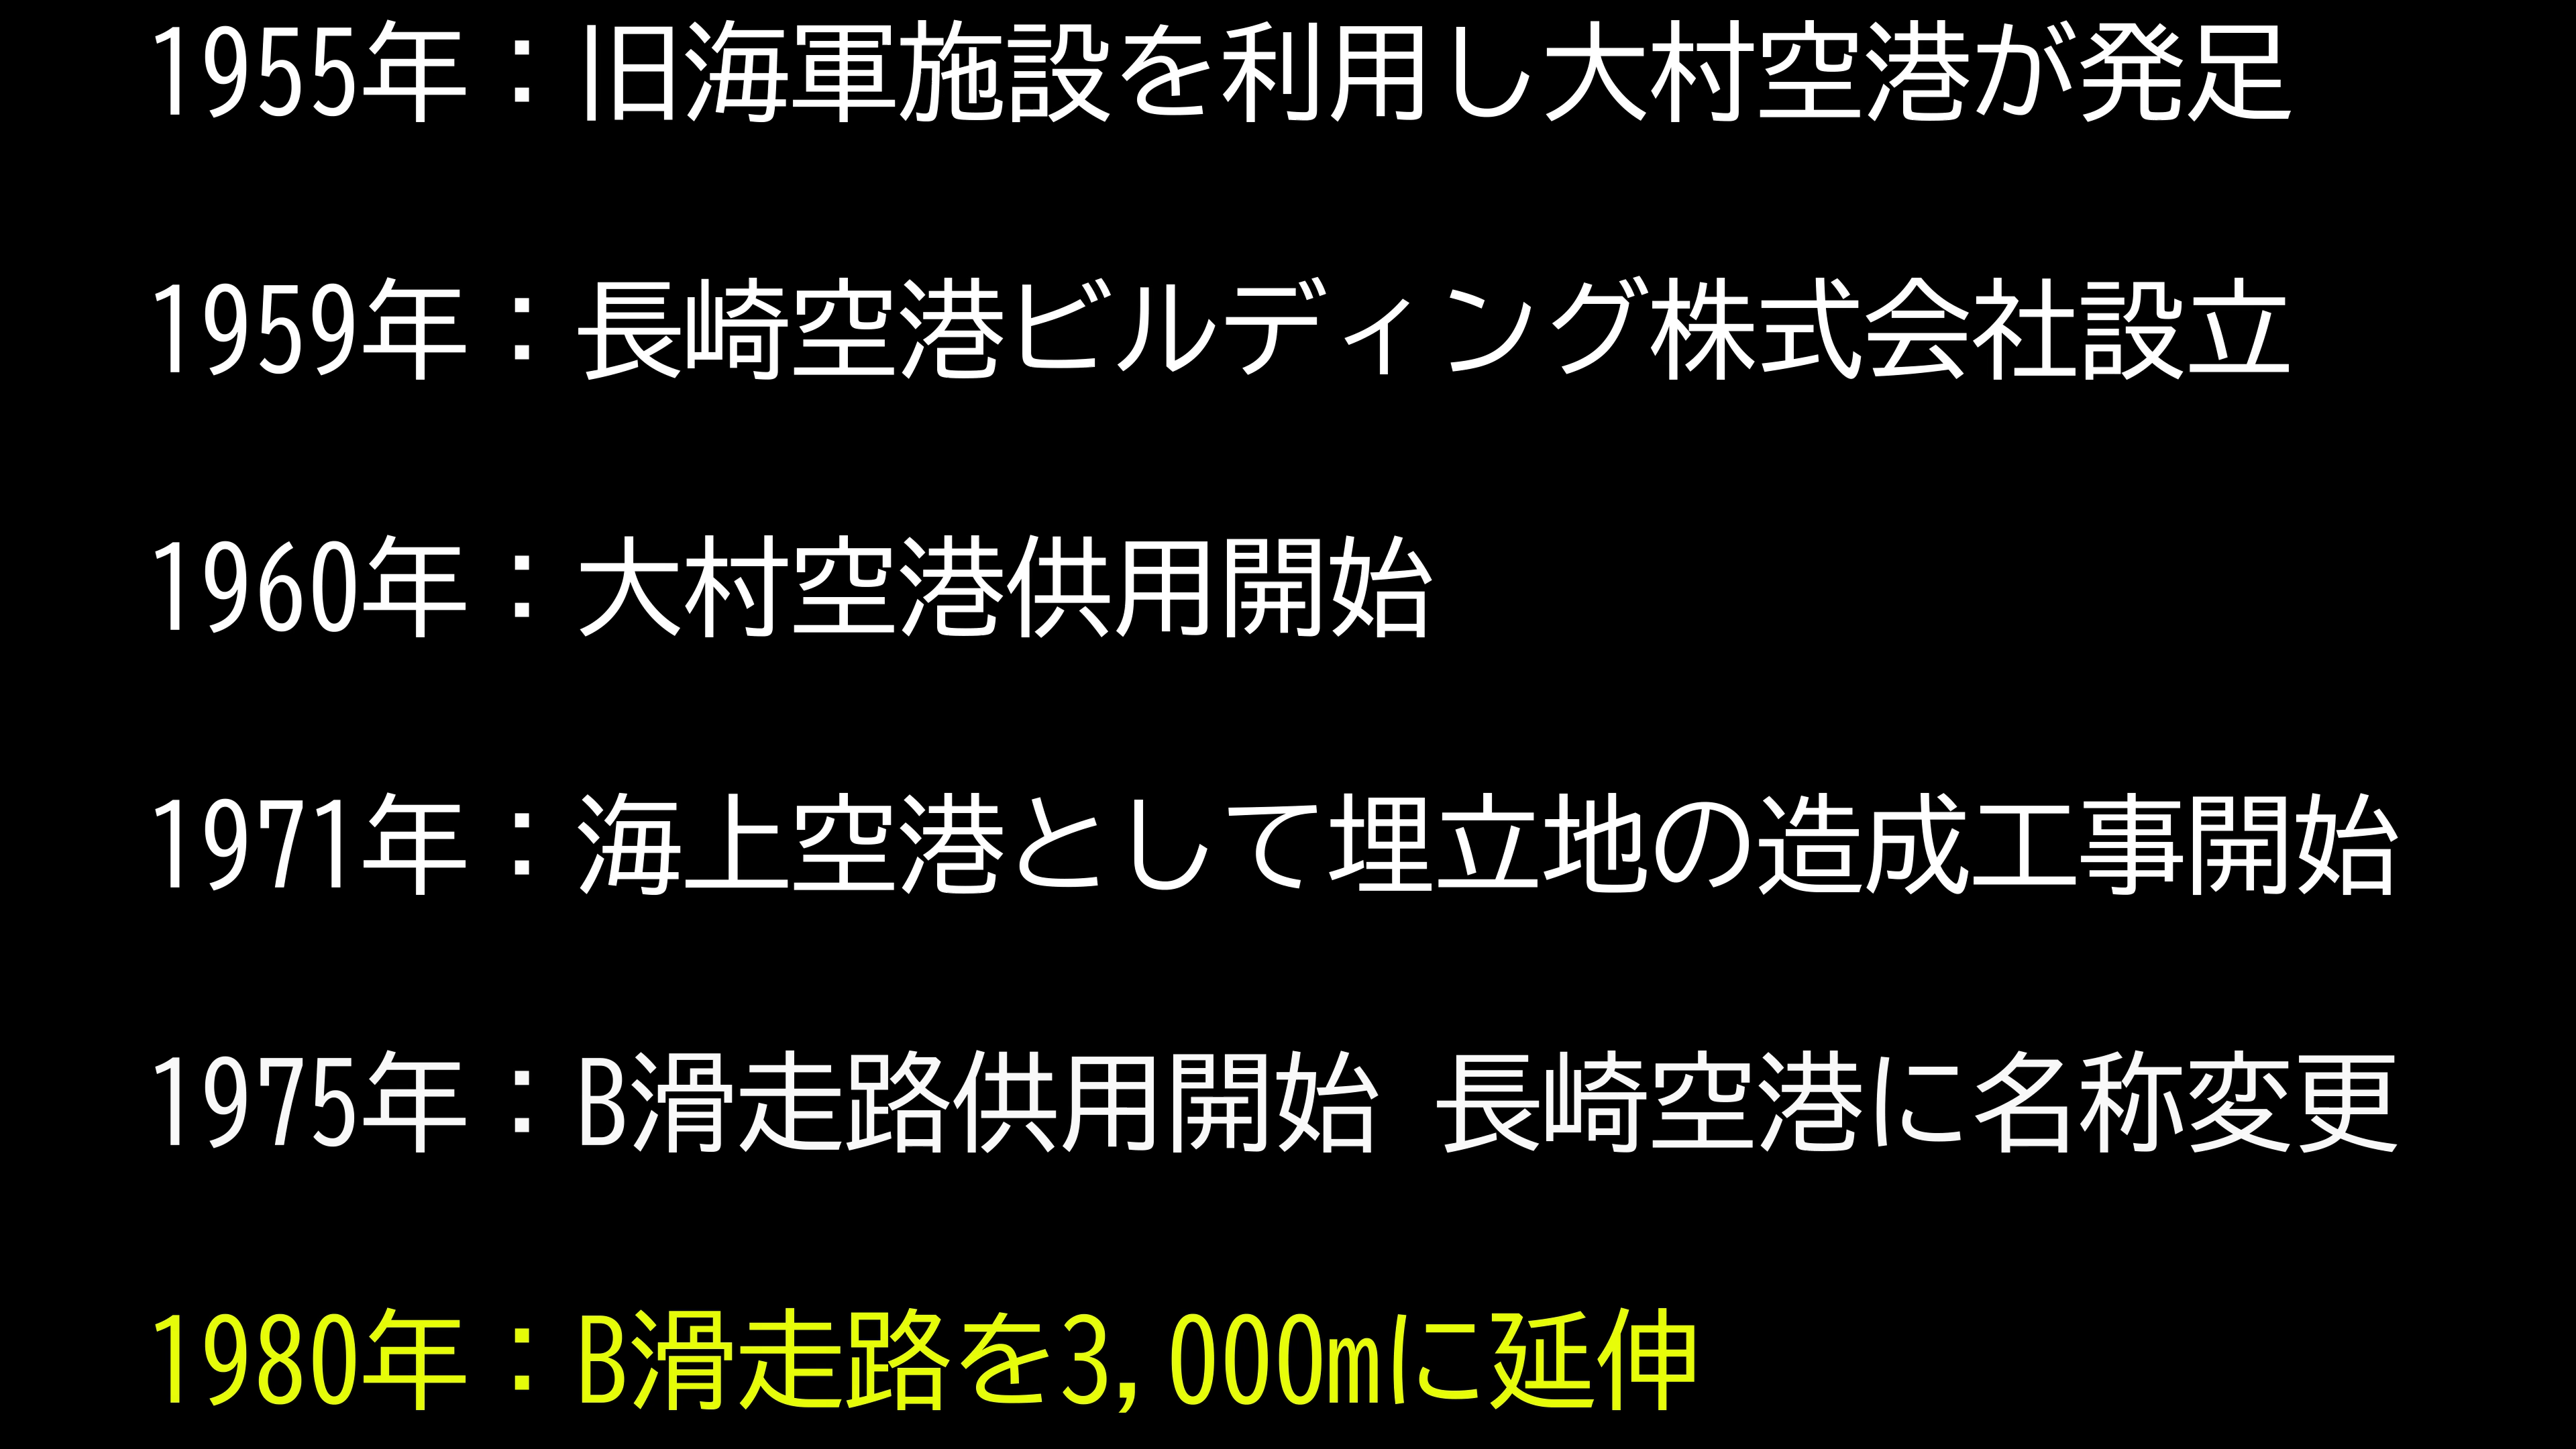 1955年：旧海軍施設を利用し大村空港が発足
1959年：長崎空港ビルディング株式会社設立
1960年：大村空港供用開始
1971年：海上空港として埋立地の造成工事開始
1975年：B滑走路供用開始 長崎空港に名称変更
1980年：B滑走路を3,000mに延伸